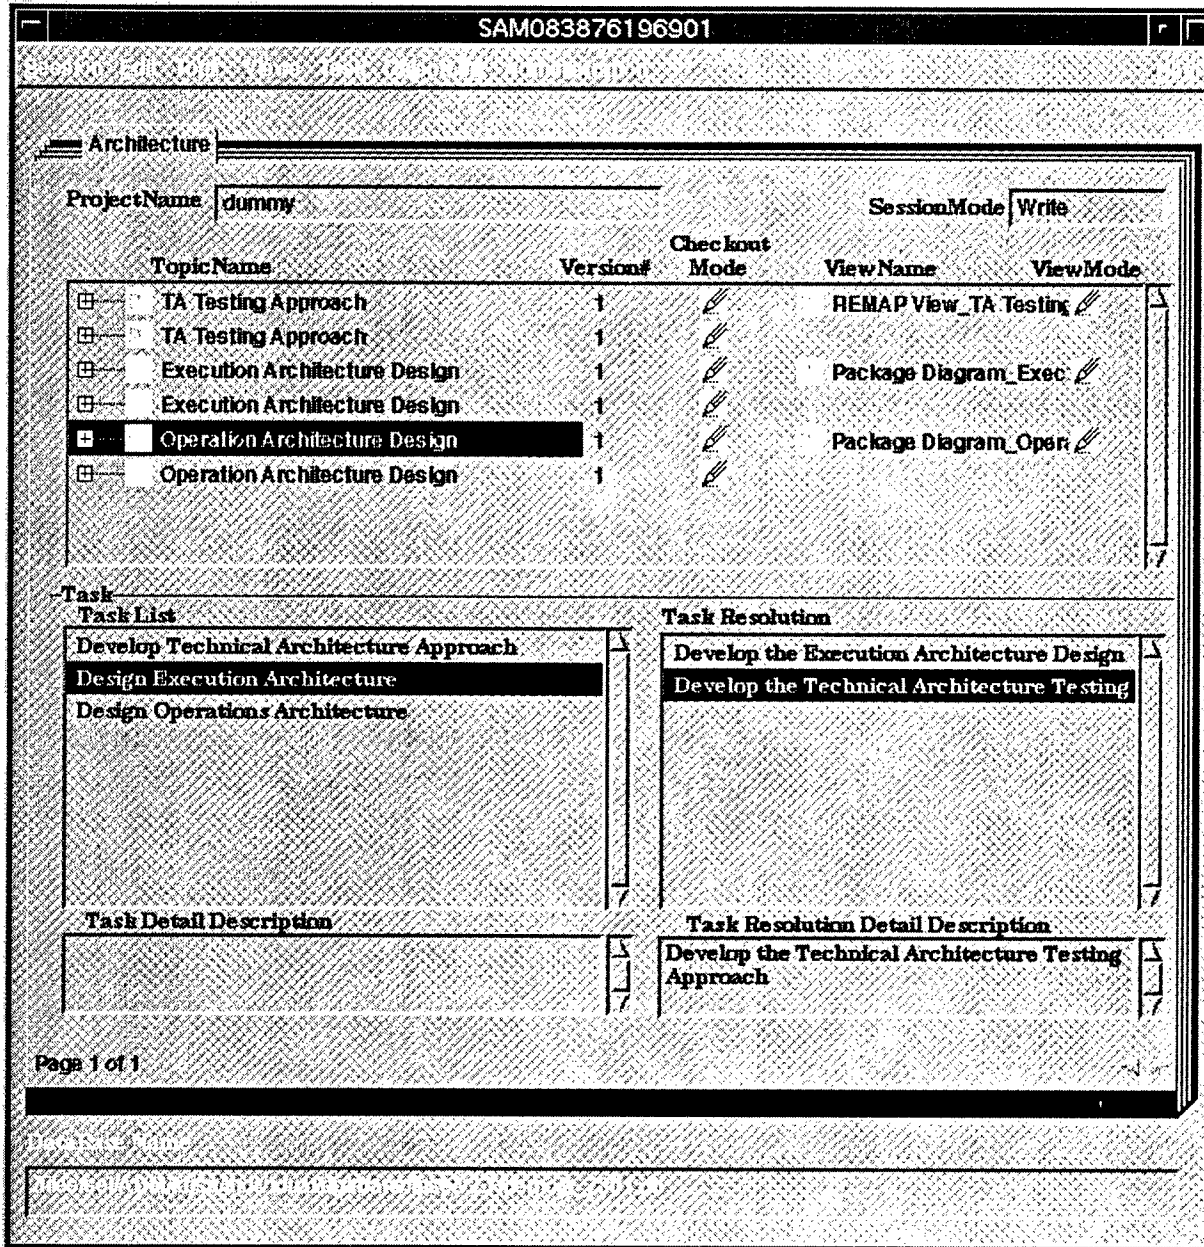 SAM083876196901
Architecture
ProjectName dummy SessionMode Write
Checkout
TopicName Version# Mode ViewName ViewMode
TA Testing Approach 1 REMAP View_TA Testing
TA Testing Approach 1
Execution Architecture Design 1 Package Diagram_Exec
Execution Architecture Design 1
Operation Architecture Design 1 Package Diagram_Opera
Operation Architecture Design 1
Task
Task List Task Resolution
Develop Technical Architecture Approach Develop the Execution Architecture Design
Design Execution Architecture Develop the Technical Architecture Testing
Design Operations Architecture
Task Detail Description Task Resolution Detail Description
Develop the Technical Architecture Testing
Approach
Page 1 of 1
DataBase Name